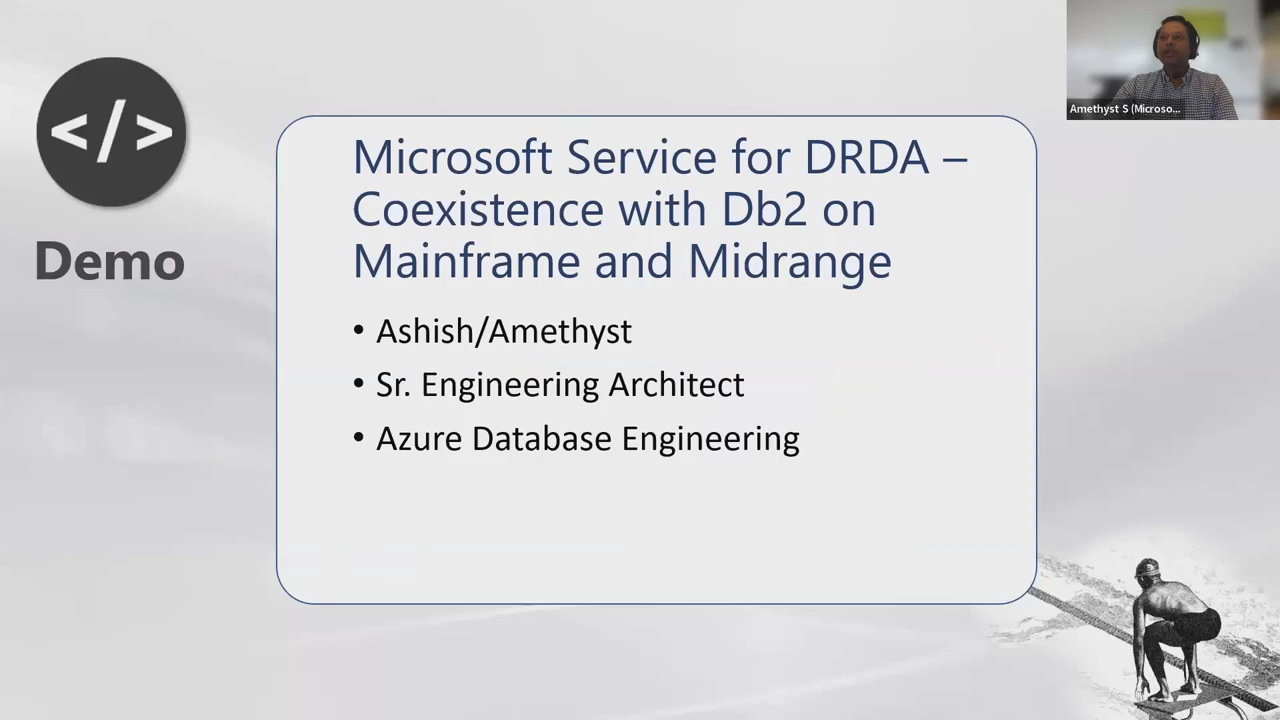 </>
Demo
Microsoft Service for DRDA –
Coexistence with Db2 on
Mainframe and Midrange
• Ashish/Amethyst
• Sr. Engineering Architect
• Azure Database Engineering
Amethyst S (Microso...